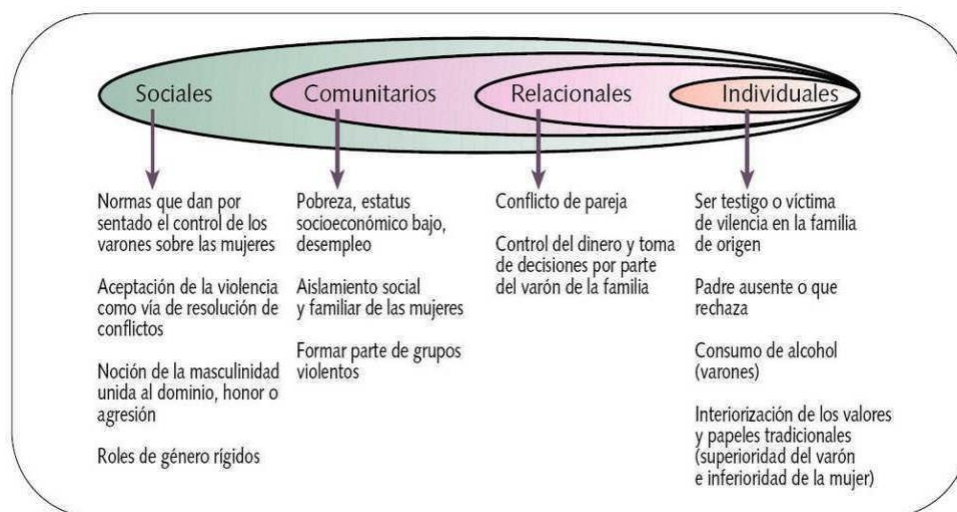 Sociales
Comunitarios
Relacionales
Individuales
Normas que dan por
sentado el control de los
varones sobre las mujeres
Aceptación de la violencia
como vía de resolución de
conflictos
Noción de la masculinidad
unida al dominio, honor o
agresión
Roles de género rígidos
Pobreza, estatus
socioeconómico bajo,
desempleo
Aislamiento social
y familiar de las mujeres
Formar parte de grupos
violentos
Conflicto de pareja
Control del dinero y toma
de decisiones por parte
del varón de la familia
Ser testigo o víctima
de vilencia en la familia
de origen
Padre ausente o que
rechaza
Consumo de alcohol
(varones)
Interiorización de los valores
y papeles tradicionales
(superioridad del varón
e inferioridad de la mujer)